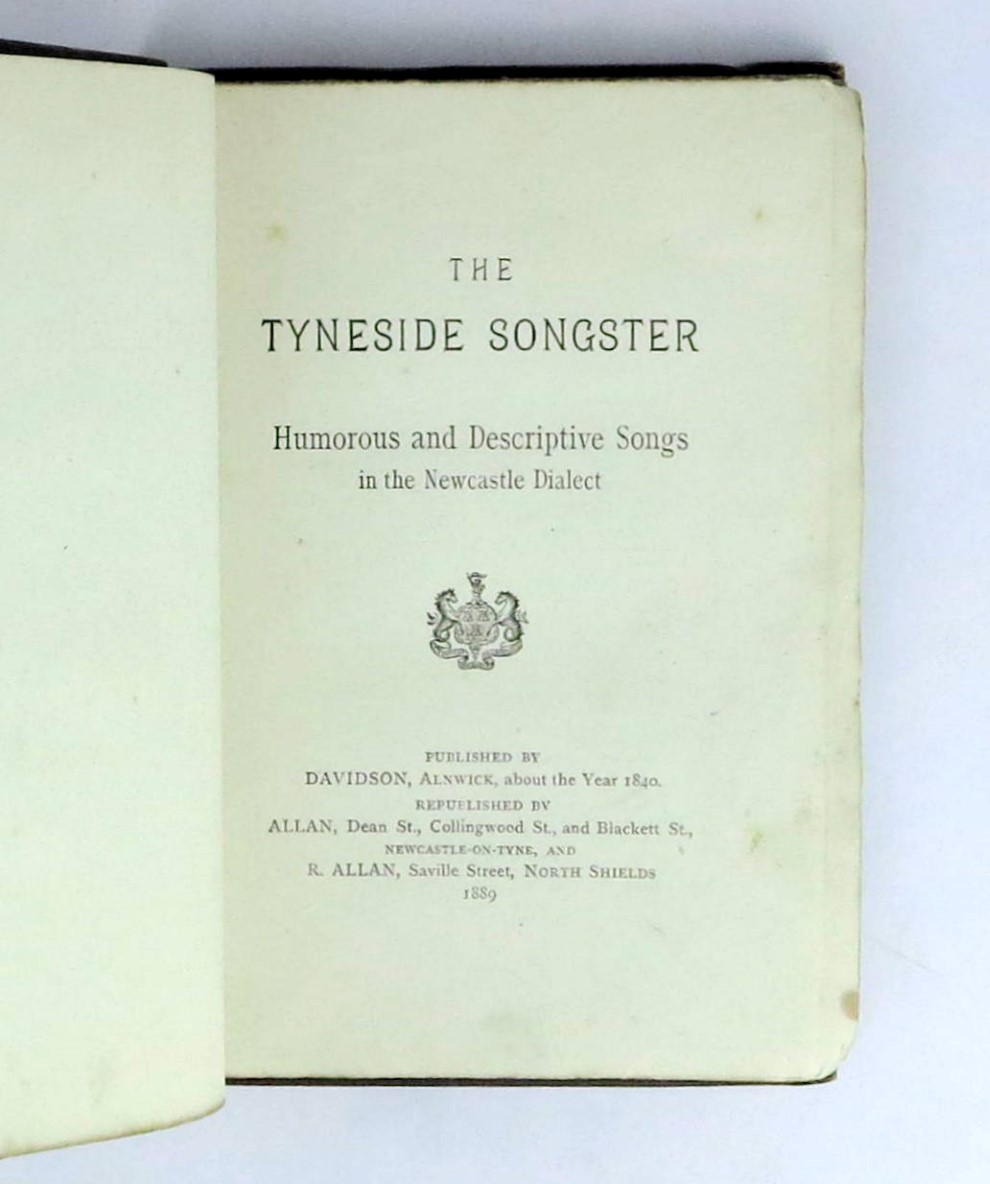 THE
TYNESIDE SONGSTER
Humorous and Descriptive Songs
in the Newcastle Dialect
PUBLISHED BY
DAVIDSON, ALNWICK, about the Year 1840.
REPUBLISHED BY
ALLAN, Dean St., Collingwood St., and Blackett St.,
NEWCASTLE-ON-TYNE, AND
R. ALLAN, Saville Street, NORTH SHIELDS
1889